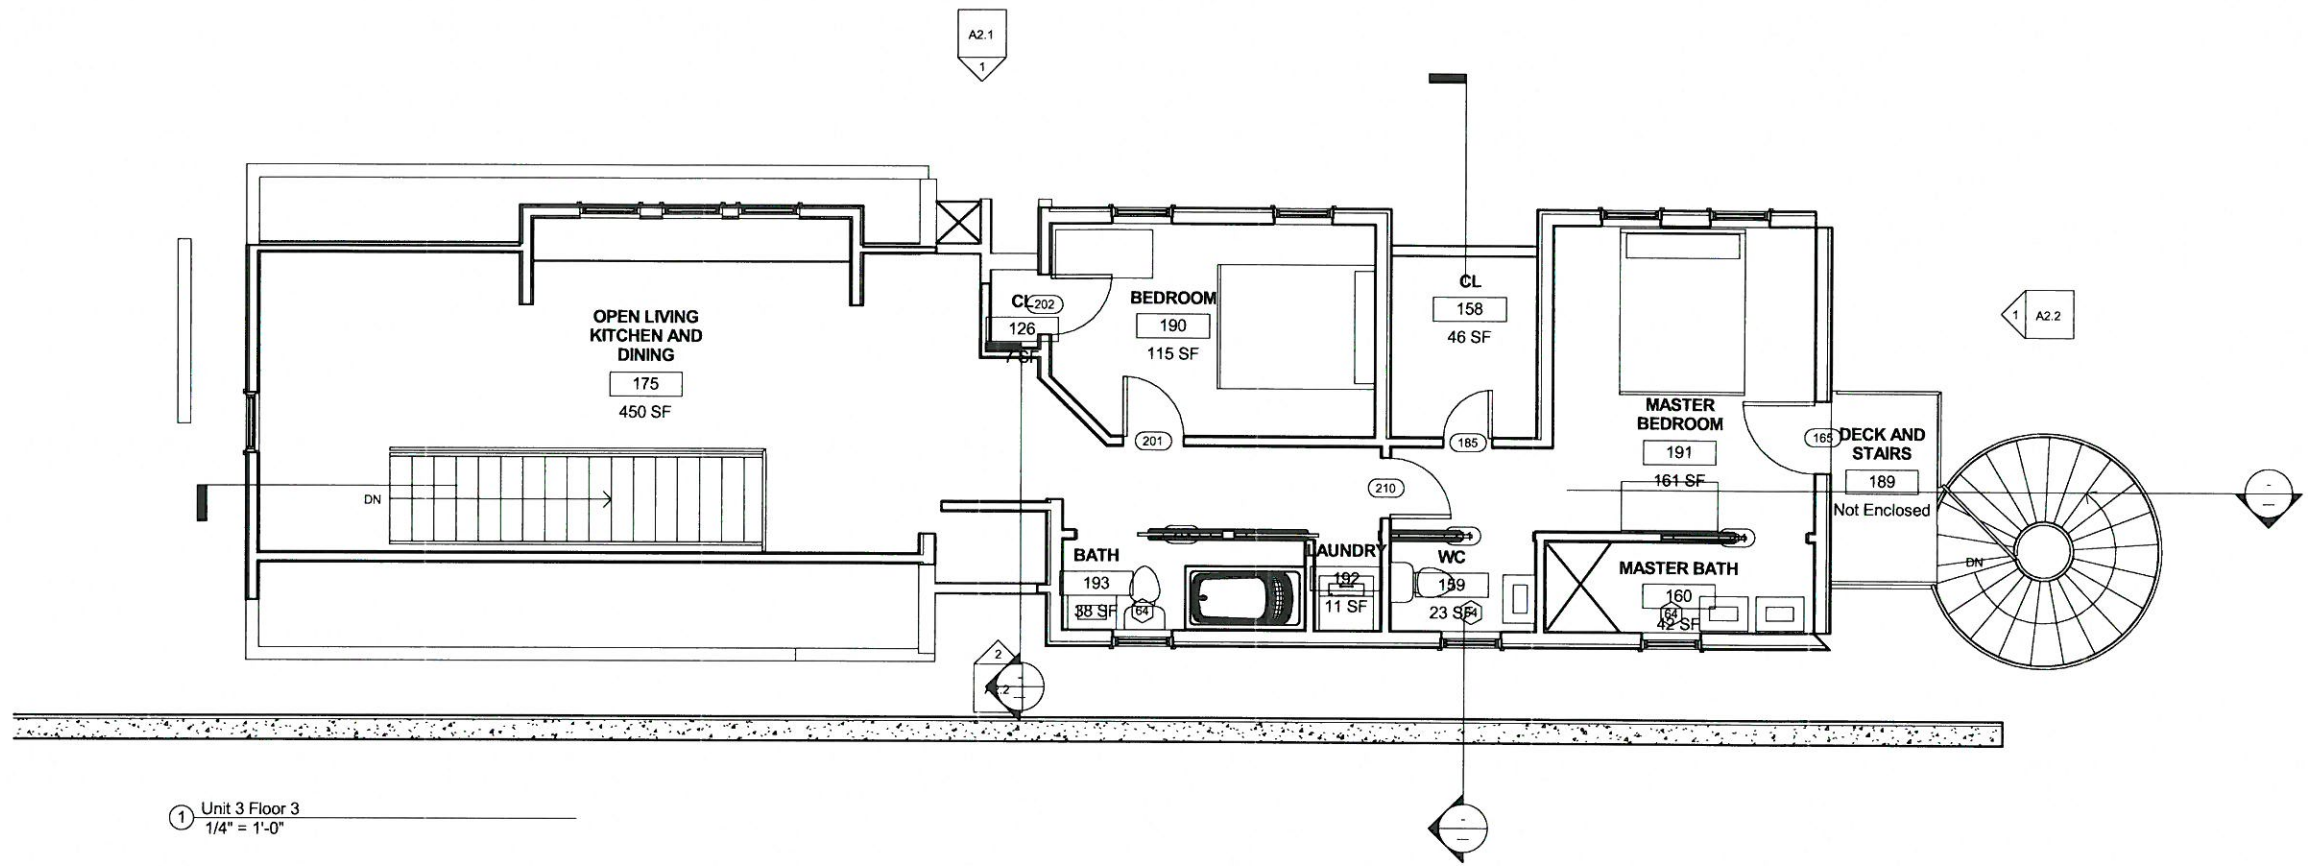 A2.1
1
OPEN LIVING
KITCHEN AND
DINING
175
450 SF
DN
CL
202
126
7 SF
BEDROOM
190
115 SF
201
CL
158
46 SF
185
210
MASTER
BEDROOM
191
161 SF
165
DECK AND
STAIRS
189
Not Enclosed
DN
1
A2.2
BATH
193
38 SF
64
LAUNDRY
192
11 SF
WC
159
23 SF
MASTER BATH
160
64
42 SF
2
1
Unit 3 Floor 3
1/4" = 1'-0"